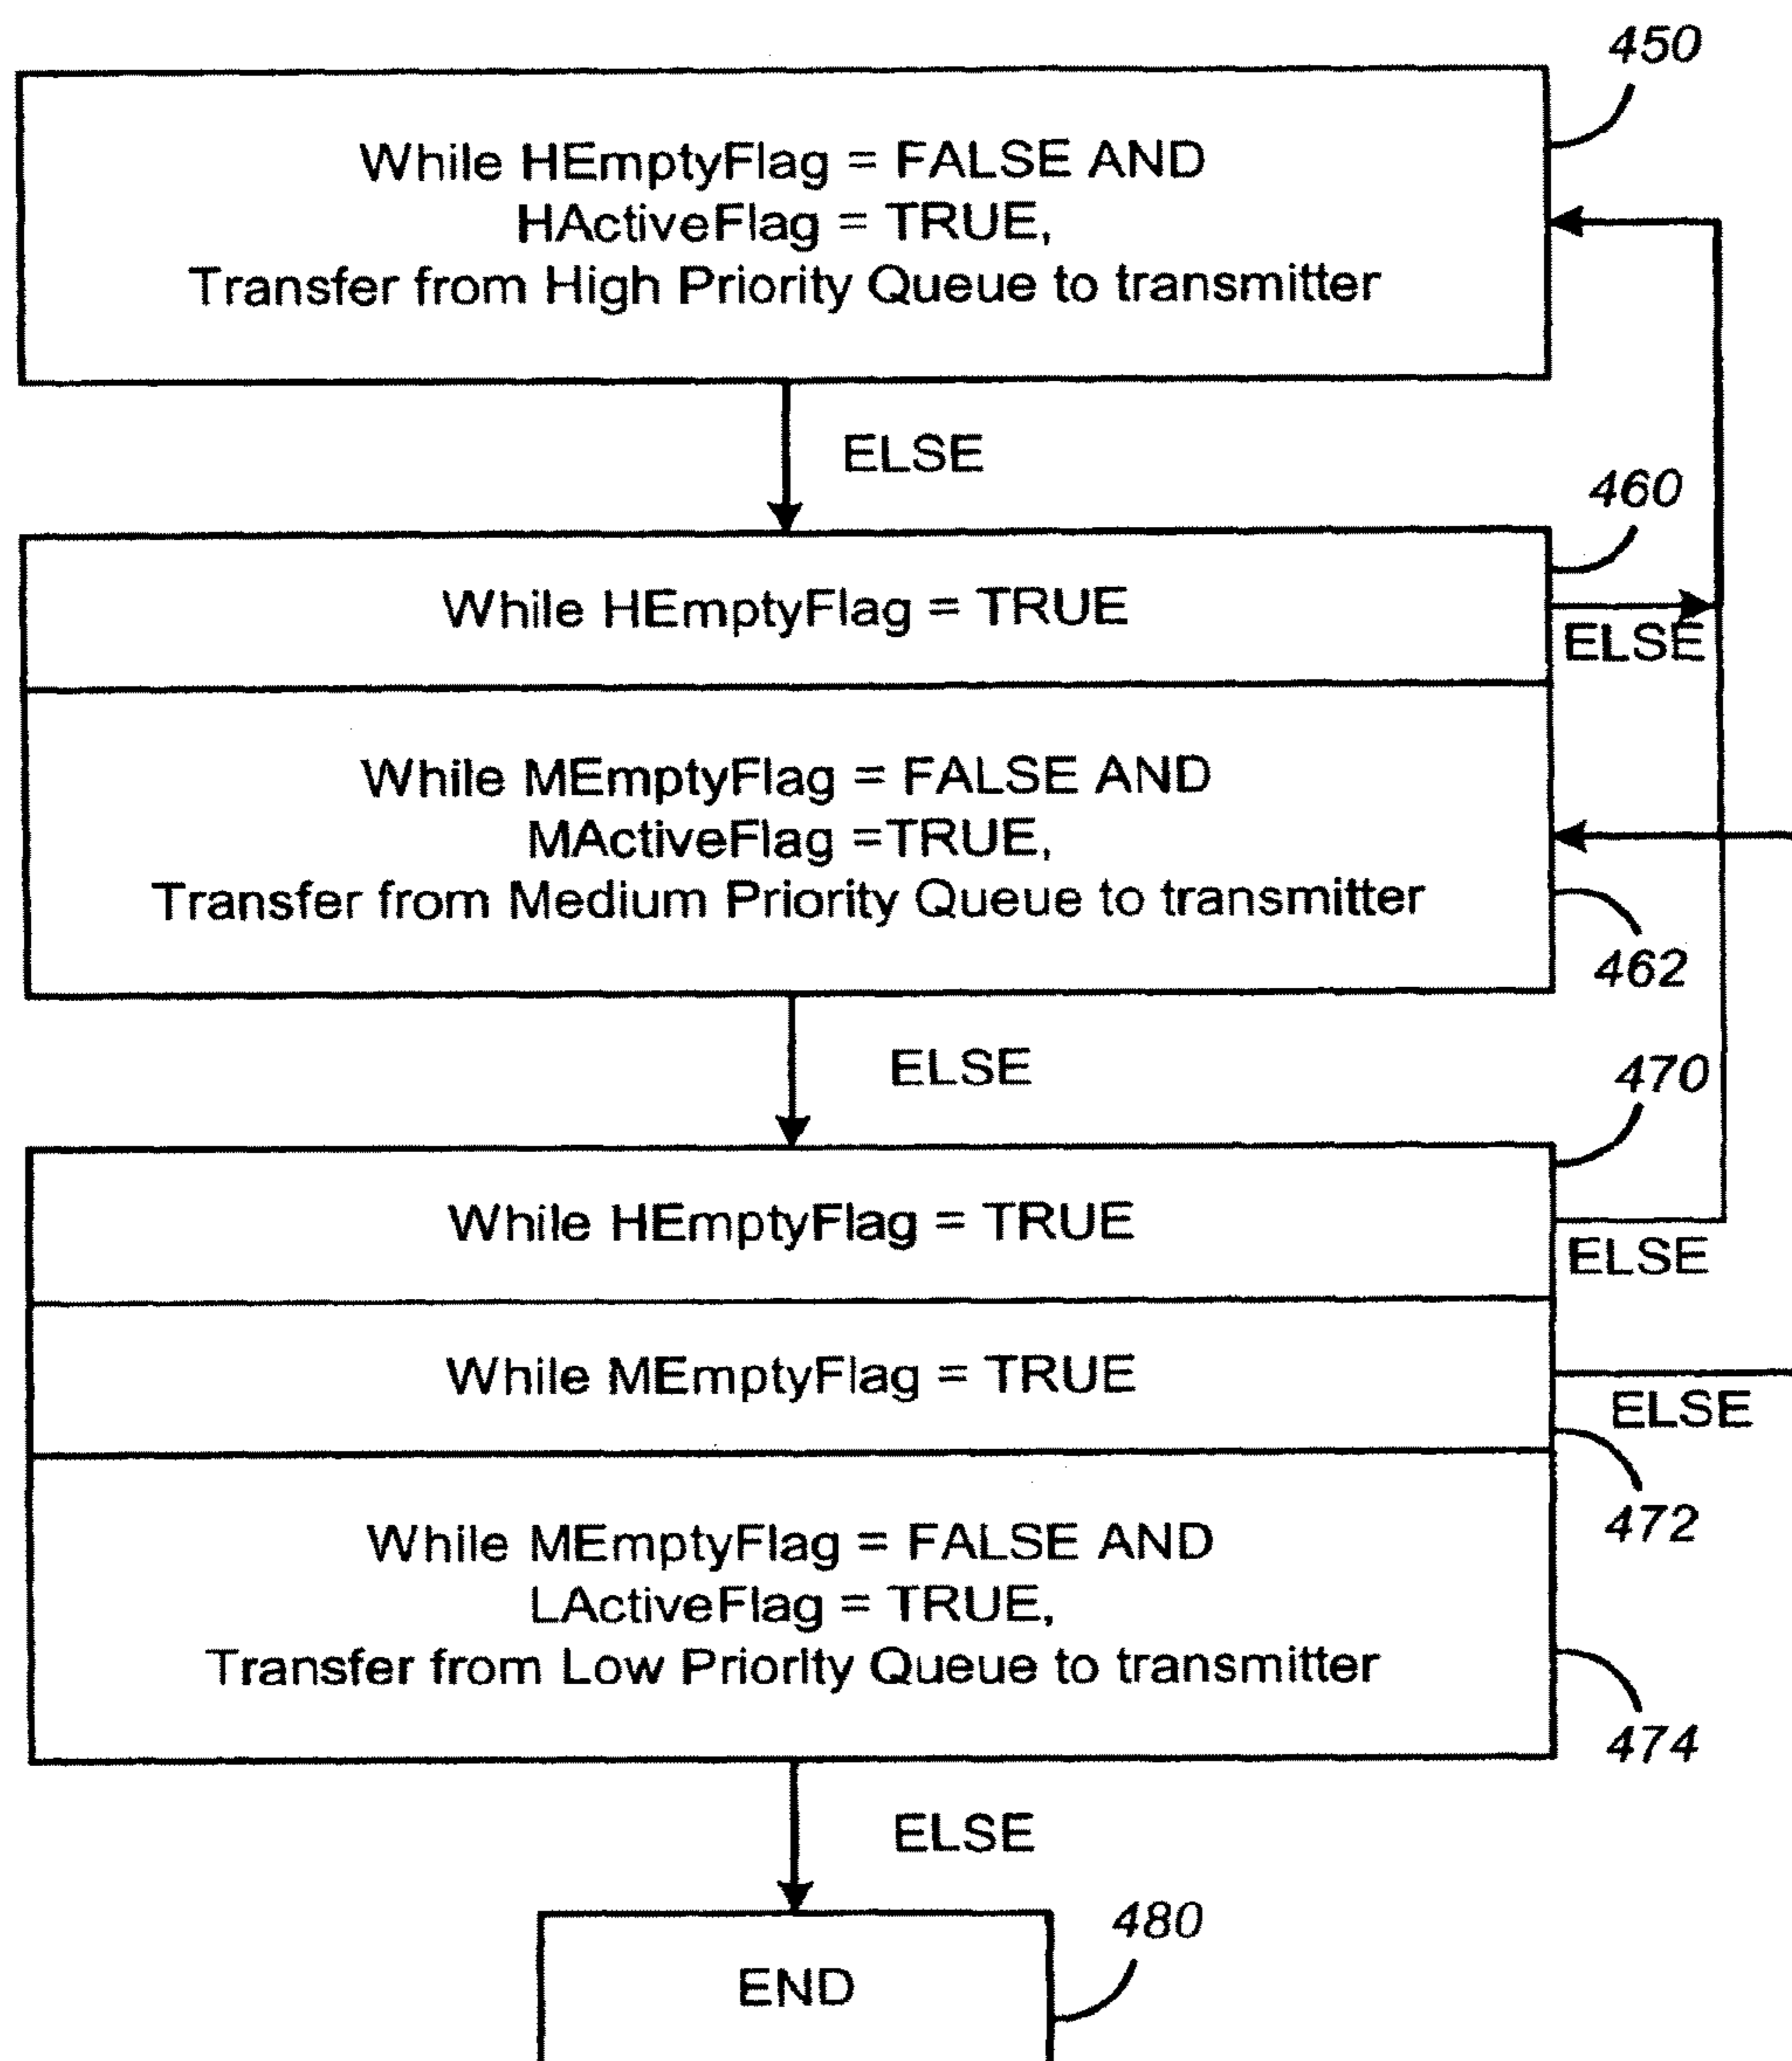 450
While HEmptyFlag = FALSE AND
HActiveFlag = TRUE,
Transfer from High Priority Queue to transmitter
ELSE
460
While HEmptyFlag = TRUE
ELSE
While MEmptyFlag = FALSE AND
MActiveFlag =TRUE,
Transfer from Medium Priority Queue to transmitter
462
ELSE
470
While HEmptyFlag = TRUE
ELSE
While MEmptyFlag = TRUE
ELSE
472
While MEmptyFlag = FALSE AND
LActiveFlag = TRUE,
Transfer from Low Priority Queue to transmitter
474
ELSE
480
END